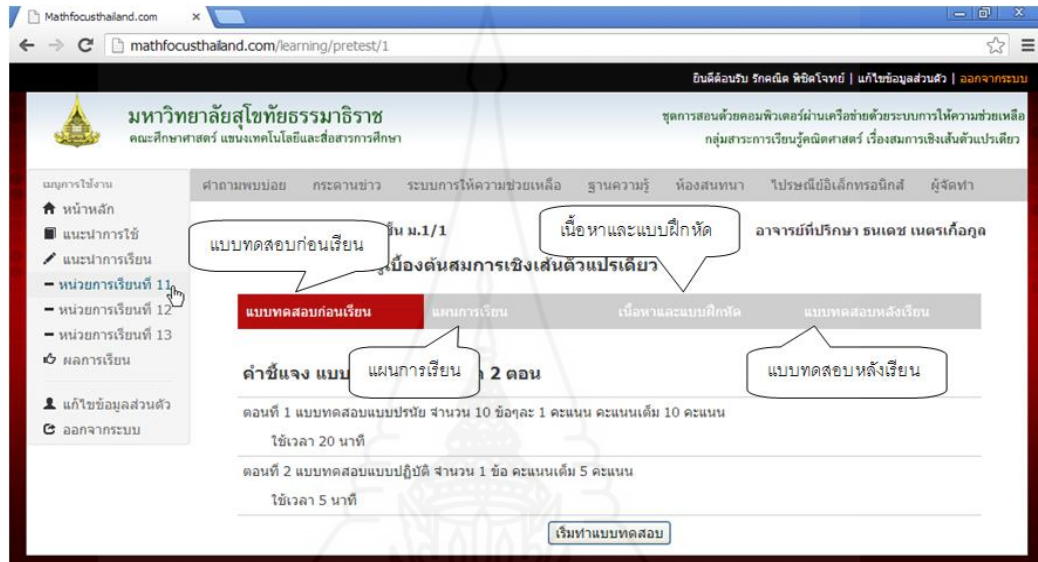 Mathfocusthailand.com
mathfocusthailand.com/learning/pretest/1
ยินดีต้อนรับ รักคณิต พิชิตโจทย์ | แก้ไขข้อมูลส่วนตัว | ออกจากระบบ
มหาวิทยาลัยสุโขทัยธรรมาธิราช
คณะศึกษาศาสตร์ แขนงเทคโนโลยีและสื่อสารการศึกษา
ชุดการสอนด้วยคอมพิวเตอร์ผ่านเครือข่ายด้วยระบบการให้ความช่วยเหลือ
กลุ่มสาระการเรียนรู้คณิตศาสตร์ เรื่องสมการเชิงเส้นตัวแปรเดียว
เมนูการใช้งาน
คำถามพบบ่อย กระดานข่าว ระบบการให้ความช่วยเหลือ ฐานความรู้ ห้องสนทนา ไปรษณีย์อิเล็กทรอนิกส์ ผู้จัดทำ
หน้าหลัก
แนะนำการใช้
แนะนำการเรียน
หน่วยการเรียนที่ 11
หน่วยการเรียนที่ 12
หน่วยการเรียนที่ 13
ผลการเรียน
แก้ไขข้อมูลส่วนตัว
ออกจากระบบ
แบบทดสอบก่อนเรียน
ม.1/1
เนื้อหาและแบบฝึกหัด
อาจารย์ที่ปรึกษา ธนเดช เนตรเกื้อกูล
เบื้องต้นสมการเชิงเส้นตัวแปรเดียว
แบบทดสอบก่อนเรียน แผนการเรียน เนื้อหาและแบบฝึกหัด แบบทดสอบหลังเรียน
แผนการเรียน
แบบทดสอบหลังเรียน
คำชี้แจง 2 ตอน
ตอนที่ 1 แบบทดสอบแบบปรนัย จำนวน 10 ข้อๆละ 1 คะแนน คะแนนเต็ม 10 คะแนน
ใช้เวลา 20 นาที
ตอนที่ 2 แบบทดสอบแบบปฏิบัติ จำนวน 1 ข้อ คะแนนเต็ม 5 คะแนน
ใช้เวลา 5 นาที
เริ่มทำแบบทดสอบ